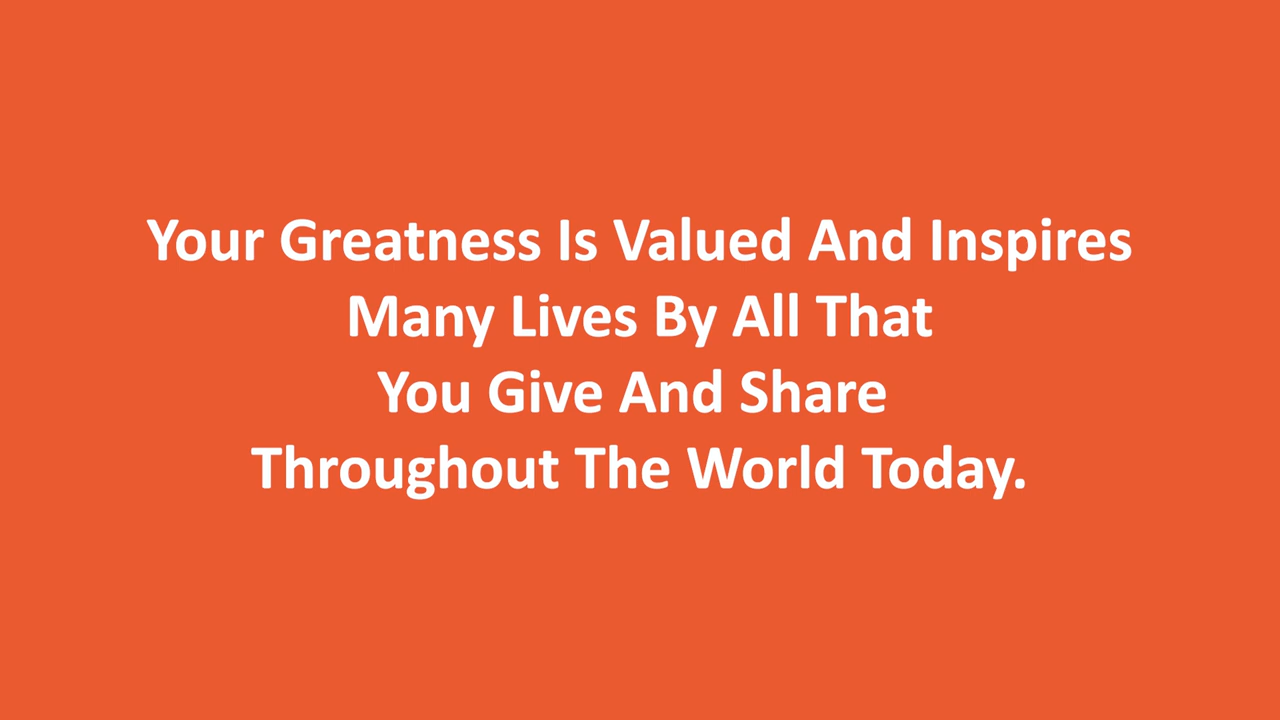 Your Greatness Is Valued And Inspires
Many Lives By All That
You Give And Share
Throughout The World Today.